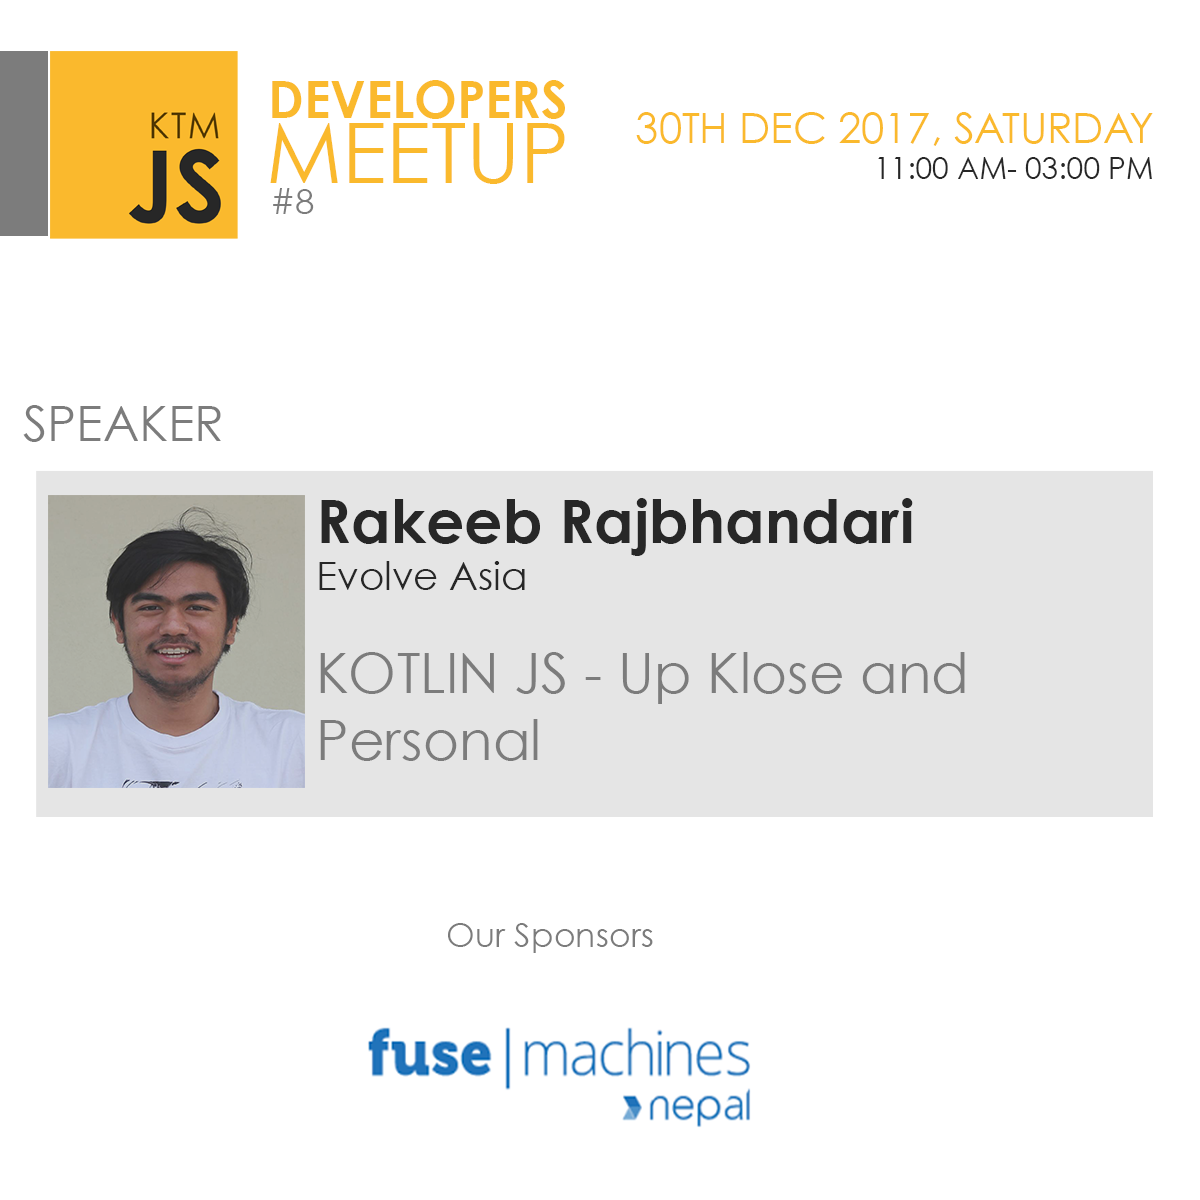 KTM
JS
DEVELOPERS
MEETUP
#8
30TH DEC 2017, SATURDAY
11:00 AM- 03:00 PM
SPEAKER
Rakeeb Rajbhandari
Evolve Asia
KOTLIN JS - Up Klose and
Personal
Our Sponsors
fuse|machines
nepal